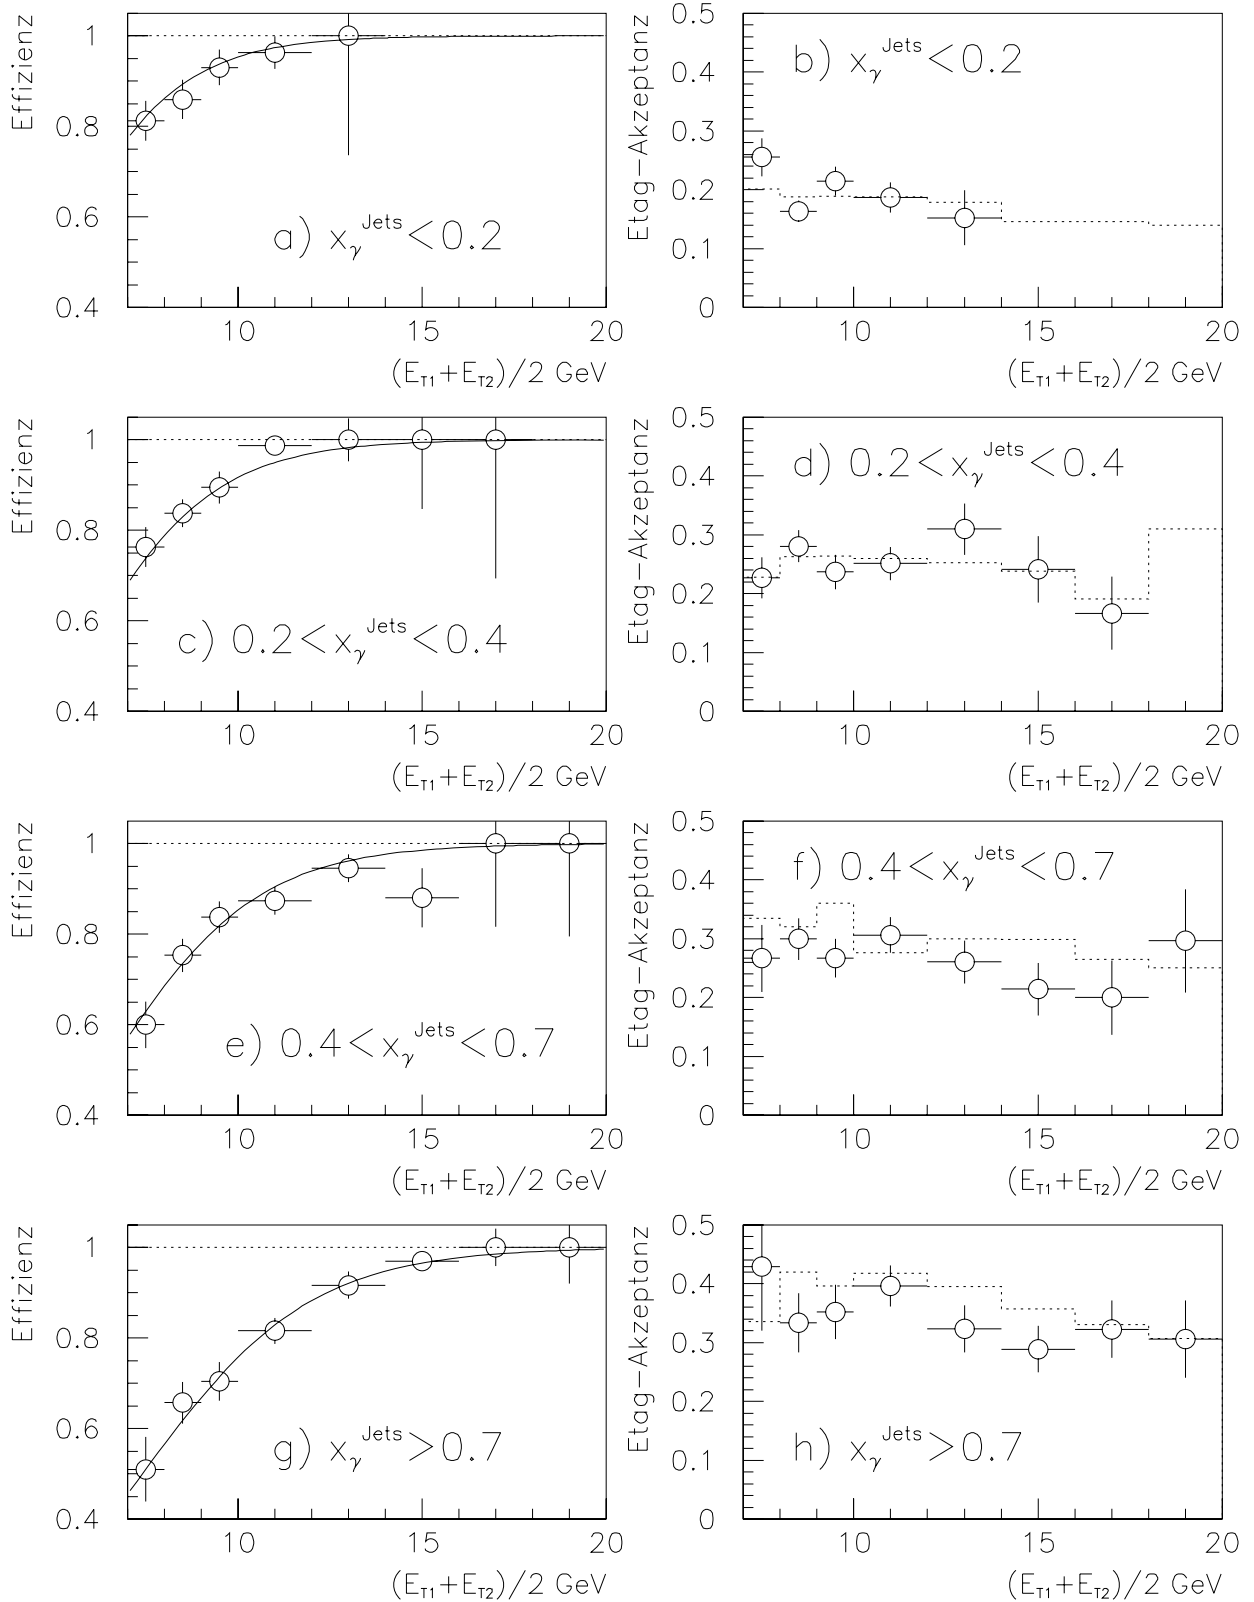 Effizienz
1
0.8
0.6
0.4
a) xγ^Jets<0.2
10 15 20
(E_T1+E_T2)/2 GeV
Etag-Akzeptanz
0.5
0.4
0.3
0.2
0.1
0
b) xγ^Jets<0.2
10 15 20
(E_T1+E_T2)/2 GeV
Effizienz
1
0.8
0.6
0.4
c) 0.2<xγ^Jets<0.4
10 15 20
(E_T1+E_T2)/2 GeV
Etag-Akzeptanz
0.5
0.4
0.3
0.2
0.1
0
d) 0.2<xγ^Jets<0.4
10 15 20
(E_T1+E_T2)/2 GeV
Effizienz
1
0.8
0.6
0.4
e) 0.4<xγ^Jets<0.7
10 15 20
(E_T1+E_T2)/2 GeV
Etag-Akzeptanz
0.5
0.4
0.3
0.2
0.1
0
f) 0.4<xγ^Jets<0.7
10 15 20
(E_T1+E_T2)/2 GeV
Effizienz
1
0.8
0.6
0.4
g) xγ^Jets>0.7
10 15 20
(E_T1+E_T2)/2 GeV
Etag-Akzeptanz
0.5
0.4
0.3
0.2
0.1
0
h) xγ^Jets>0.7
10 15 20
(E_T1+E_T2)/2 GeV